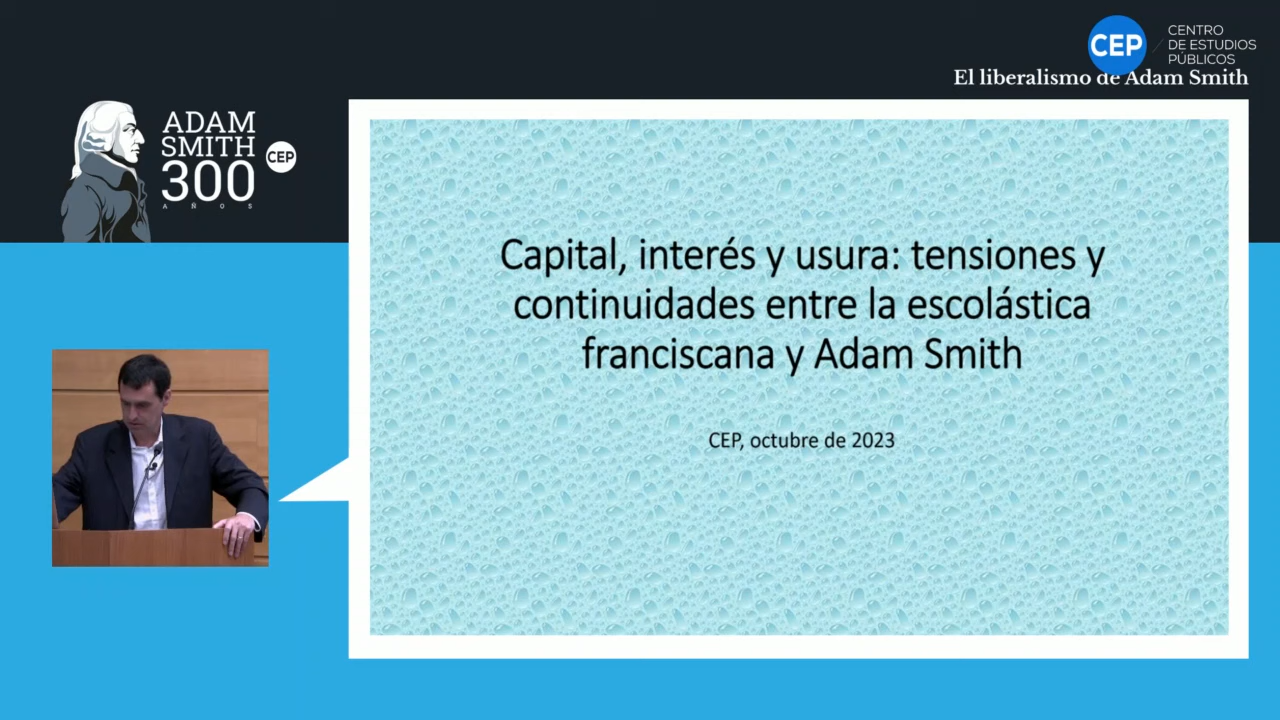 CEP
CENTRO
DE ESTUDIOS
PÚBLICOS
El liberalismo de Adam Smith
ADAM
SMITH
300
AÑOS
CEP
Capital, interés y usura: tensiones y
continuidades entre la escolástica
franciscana y Adam Smith
CEP, octubre de 2023